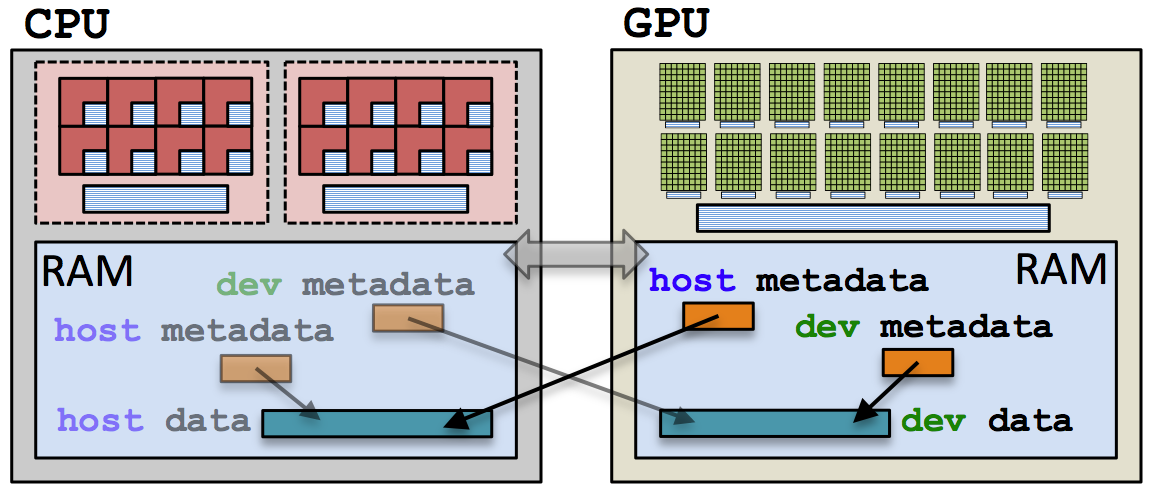 CPU
GPU
RAM
dev metadata
host metadata
host data
RAM
host metadata
dev metadata
dev data